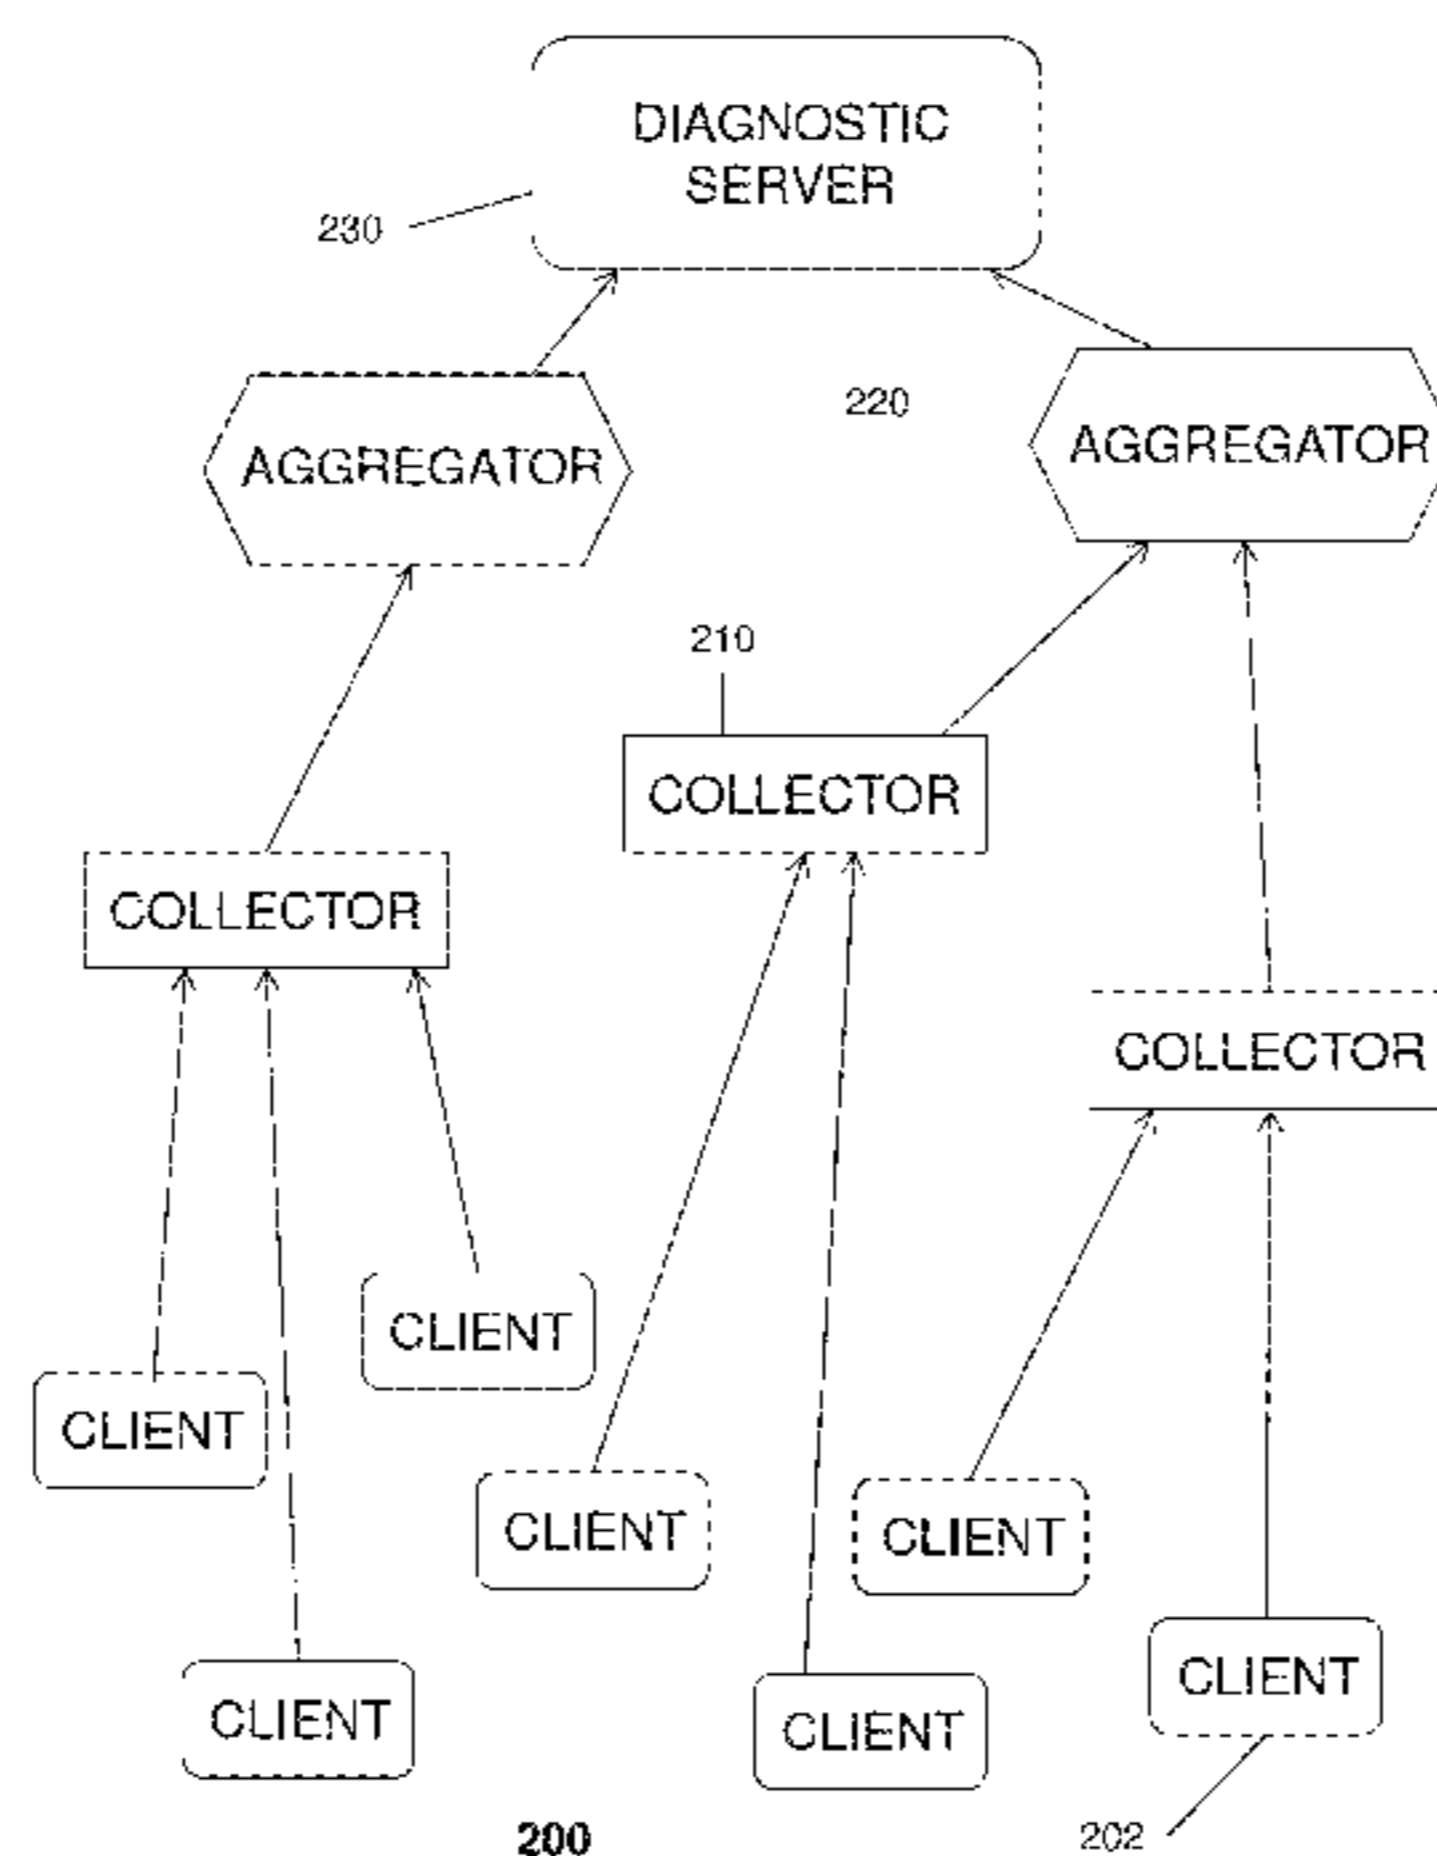 DIAGNOSTIC
SERVER
230
220
AGGREGATOR
AGGREGATOR
210
COLLECTOR
COLLECTOR
COLLECTOR
CLIENT
CLIENT
CLIENT
CLIENT
CLIENT
CLIENT
CLIENT
200
202